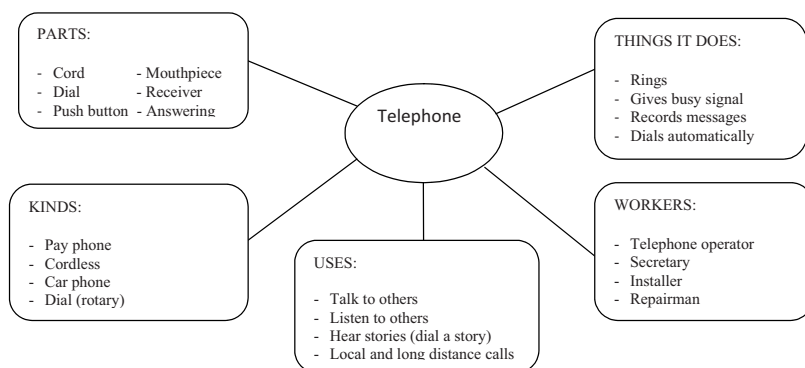 PARTS:
- Cord - Mouthpiece
- Dial - Receiver
- Push button - Answering
Telephone
THINGS IT DOES:
- Rings
- Gives busy signal
- Records messages
- Dials automatically
KINDS:
- Pay phone
- Cordless
- Car phone
- Dial (rotary)
USES:
- Talk to others
- Listen to others
- Hear stories (dial a story)
- Local and long distance calls
WORKERS:
- Telephone operator
- Secretary
- Installer
- Repairman